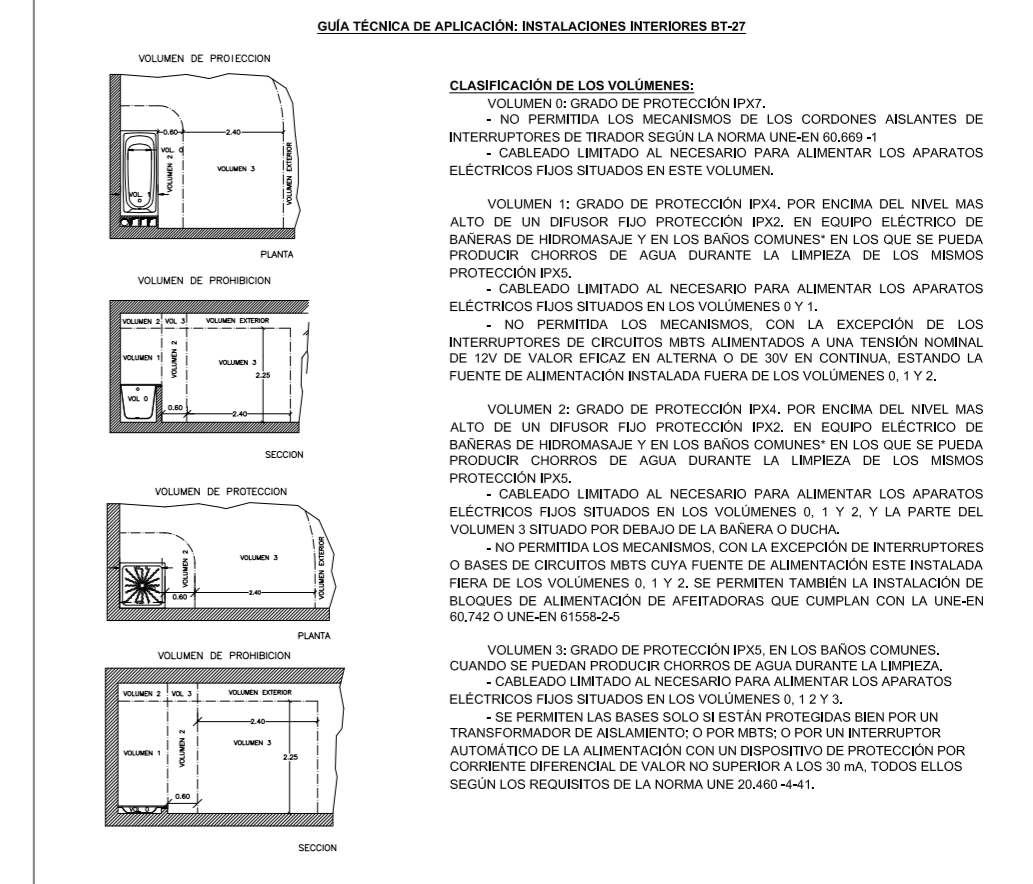 GUÍA TÉCNICA DE APLICACIÓN: INSTALACIONES INTERIORES BT-27
VOLUMEN DE PROIECCION
0.60
2.40
VOL. 0
VOLUMEN 2
VOLUMEN 3
VOLUMEN EXTERIOR
VOL. 1
PLANTA
VOLUMEN DE PROHIBICION
VOLUMEN 2
VOL 3
VOLUMEN EXTERIOR
VOLUMEN 1
VOLUMEN 2
VOLUMEN 3
2.25
VOL 0
0.60
2.40
SECCION
VOLUMEN DE PROTECCION
VOLUMEN 2
VOLUMEN 3
VOLUMEN EXTERIOR
0.60
2.40
PLANTA
VOLUMEN DE PROHIBICION
VOLUMEN 2
VOL 3
VOLUMEN EXTERIOR
2.40
VOLUMEN 1
VOLUMEN 2
VOLUMEN 3
2.25
0.60
VOL 0
SECCION
CLASIFICACIÓN DE LOS VOLÚMENES:
VOLUMEN 0: GRADO DE PROTECCIÓN IPX7.
- NO PERMITIDA LOS MECANISMOS DE LOS CORDONES AISLANTES DE
INTERRUPTORES DE TIRADOR SEGÚN LA NORMA UNE-EN 60.669 -1
- CABLEADO LIMITADO AL NECESARIO PARA ALIMENTAR LOS APARATOS
ELÉCTRICOS FIJOS SITUADOS EN ESTE VOLUMEN.
VOLUMEN 1: GRADO DE PROTECCIÓN IPX4. POR ENCIMA DEL NIVEL MAS
ALTO DE UN DIFUSOR FIJO PROTECCIÓN IPX2. EN EQUIPO ELÉCTRICO DE
BAÑERAS DE HIDROMASAJE Y EN LOS BAÑOS COMUNES* EN LOS QUE SE PUEDA
PRODUCIR CHORROS DE AGUA DURANTE LA LIMPIEZA DE LOS MISMOS
PROTECCIÓN IPX5.
- CABLEADO LIMITADO AL NECESARIO PARA ALIMENTAR LOS APARATOS
ELÉCTRICOS FIJOS SITUADOS EN LOS VOLÚMENES 0 Y 1.
- NO PERMITIDA LOS MECANISMOS, CON LA EXCEPCIÓN DE LOS
INTERRUPTORES DE CIRCUITOS MBTS ALIMENTADOS A UNA TENSIÓN NOMINAL
DE 12V DE VALOR EFICAZ EN ALTERNA O DE 30V EN CONTINUA, ESTANDO LA
FUENTE DE ALIMENTACIÓN INSTALADA FUERA DE LOS VOLÚMENES 0, 1 Y 2.
VOLUMEN 2: GRADO DE PROTECCIÓN IPX4. POR ENCIMA DEL NIVEL MAS
ALTO DE UN DIFUSOR FIJO PROTECCIÓN IPX2. EN EQUIPO ELÉCTRICO DE
BAÑERAS DE HIDROMASAJE Y EN LOS BAÑOS COMUNES* EN LOS QUE SE PUEDA
PRODUCIR CHORROS DE AGUA DURANTE LA LIMPIEZA DE LOS MISMOS
PROTECCIÓN IPX5.
- CABLEADO LIMITADO AL NECESARIO PARA ALIMENTAR LOS APARATOS
ELÉCTRICOS FIJOS SITUADOS EN LOS VOLÚMENES 0, 1 Y 2, Y LA PARTE DEL
VOLUMEN 3 SITUADO POR DEBAJO DE LA BAÑERA O DUCHA.
- NO PERMITIDA LOS MECANISMOS, CON LA EXCEPCIÓN DE INTERRUPTORES
O BASES DE CIRCUITOS MBTS CUYA FUENTE DE ALIMENTACIÓN ESTE INSTALADA
FIERA DE LOS VOLÚMENES 0, 1 Y 2. SE PERMITEN TAMBIÉN LA INSTALACIÓN DE
BLOQUES DE ALIMENTACIÓN DE AFEITADORAS QUE CUMPLAN CON LA UNE-EN
60.742 O UNE-EN 61558-2-5
VOLUMEN 3: GRADO DE PROTECCIÓN IPX5, EN LOS BAÑOS COMUNES.
CUANDO SE PUEDAN PRODUCIR CHORROS DE AGUA DURANTE LA LIMPIEZA.
- CABLEADO LIMITADO AL NECESARIO PARA ALIMENTAR LOS APARATOS
ELÉCTRICOS FIJOS SITUADOS EN LOS VOLÚMENES 0, 1 2 Y 3.
- SE PERMITEN LAS BASES SOLO SI ESTÁN PROTEGIDAS BIEN POR UN
TRANSFORMADOR DE AISLAMIENTO; O POR MBTS; O POR UN INTERRUPTOR
AUTOMÁTICO DE LA ALIMENTACIÓN CON UN DISPOSITIVO DE PROTECCIÓN POR
CORRIENTE DIFERENCIAL DE VALOR NO SUPERIOR A LOS 30 mA, TODOS ELLOS
SEGÚN LOS REQUISITOS DE LA NORMA UNE 20.460 -4-41.